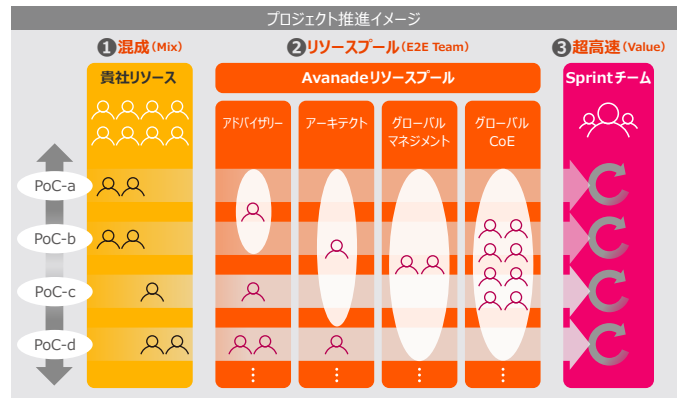 プロジェクト推進イメージ
1 混成(Mix)
2 リソースプール(E2E Team)
3 超高速(Value)
貴社リソース
Avanadeリソースプール
Sprintチーム
アドバイザリー
アーキテクト
グローバル
マネジメント
グローバル
CoE
PoC-a
PoC-b
PoC-c
PoC-d
⋮ ⋮ ⋮ ⋮